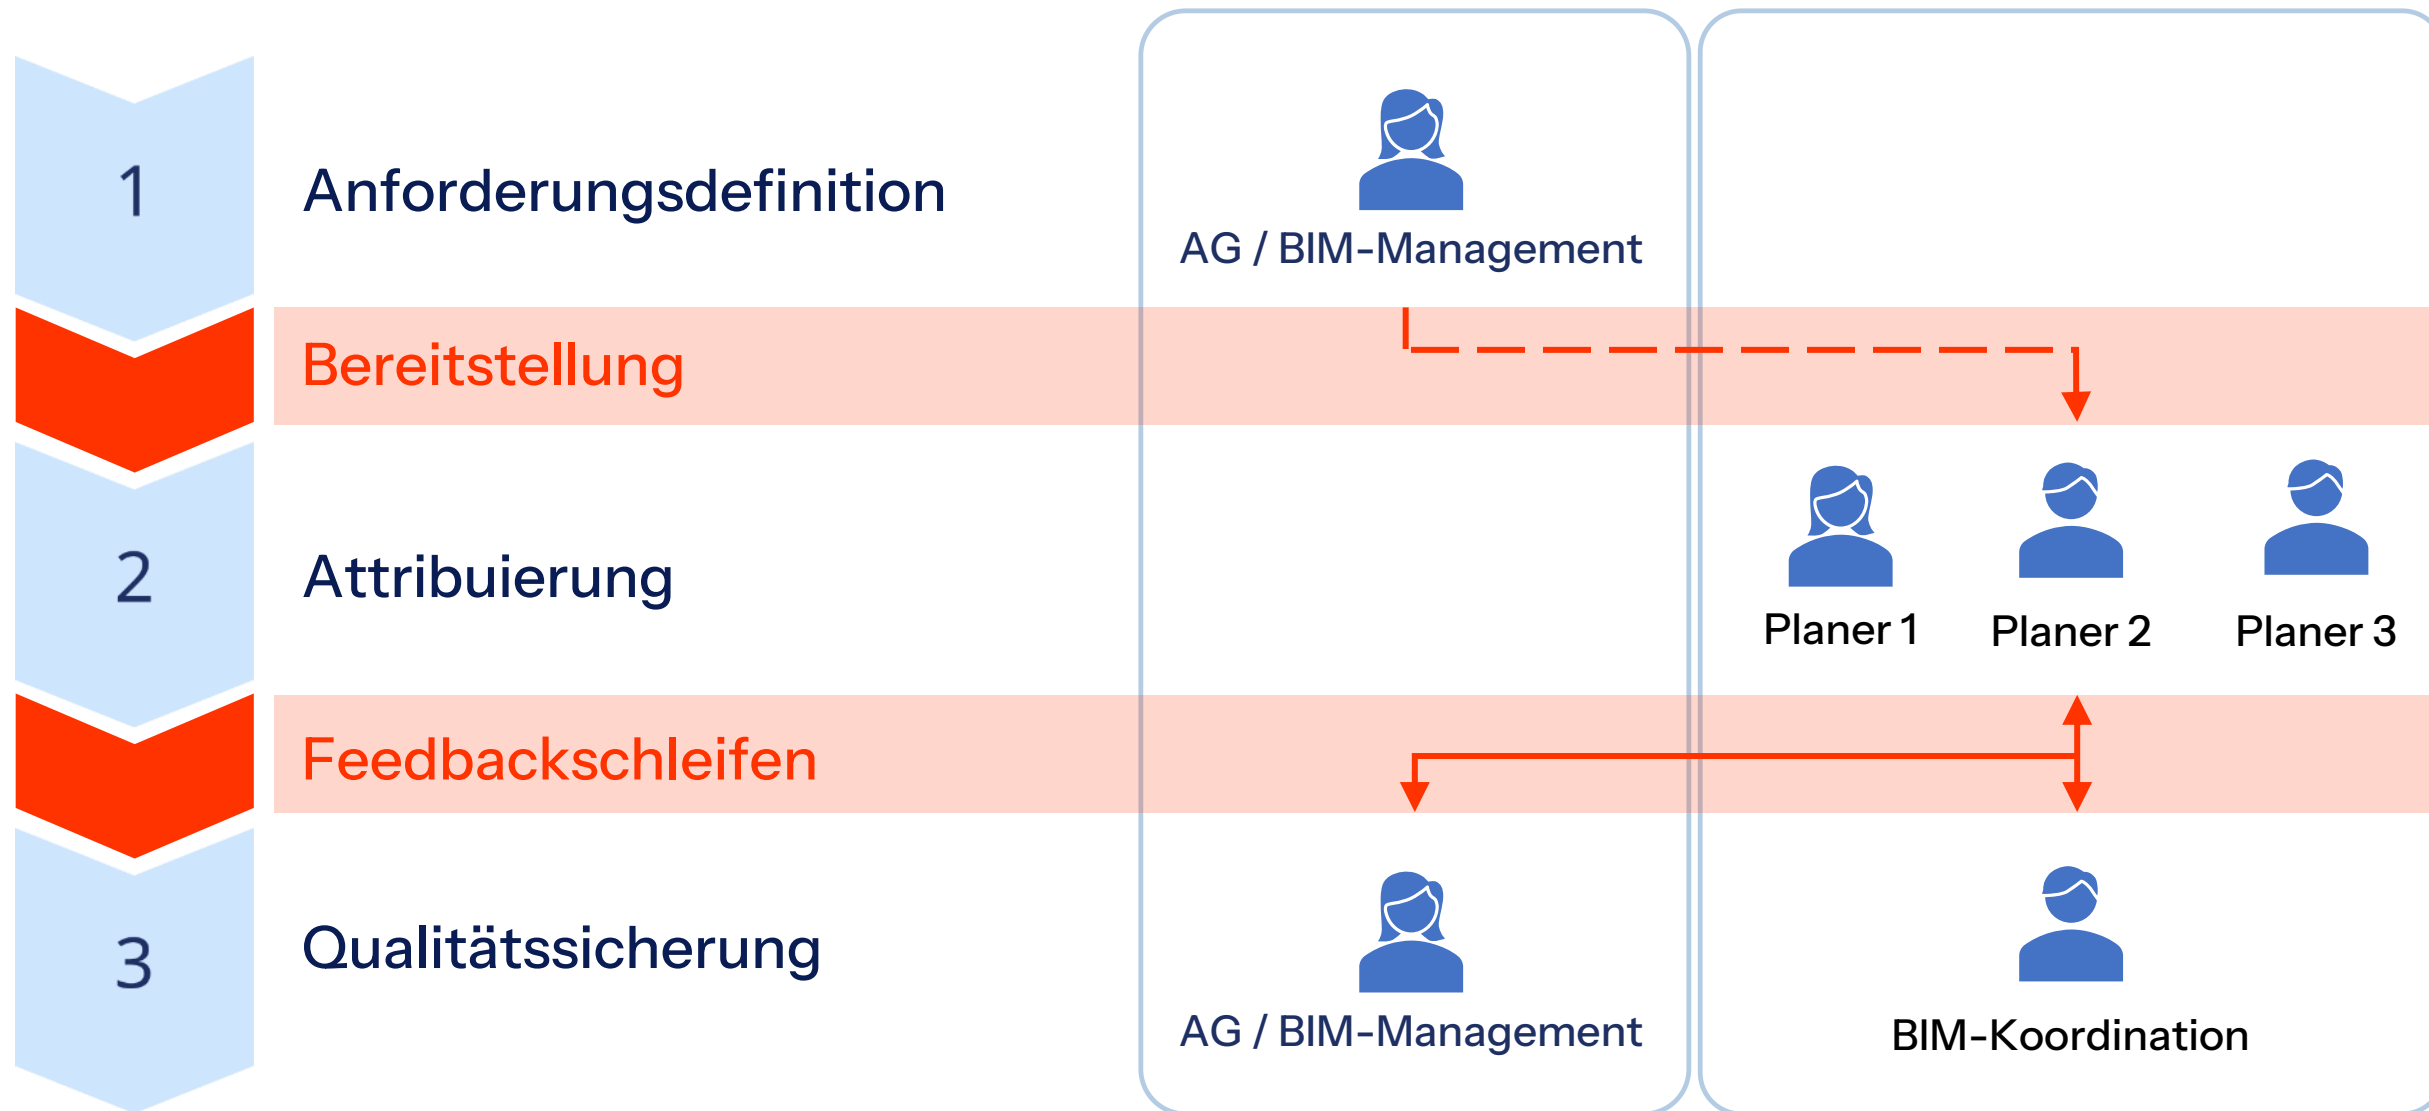 1
Anforderungsdefinition
AG / BIM-Management
Bereitstellung
2
Attribuierung
Planer 1
Planer 2
Planer 3
Feedbackschleifen
3
Qualitätssicherung
AG / BIM-Management
BIM-Koordination